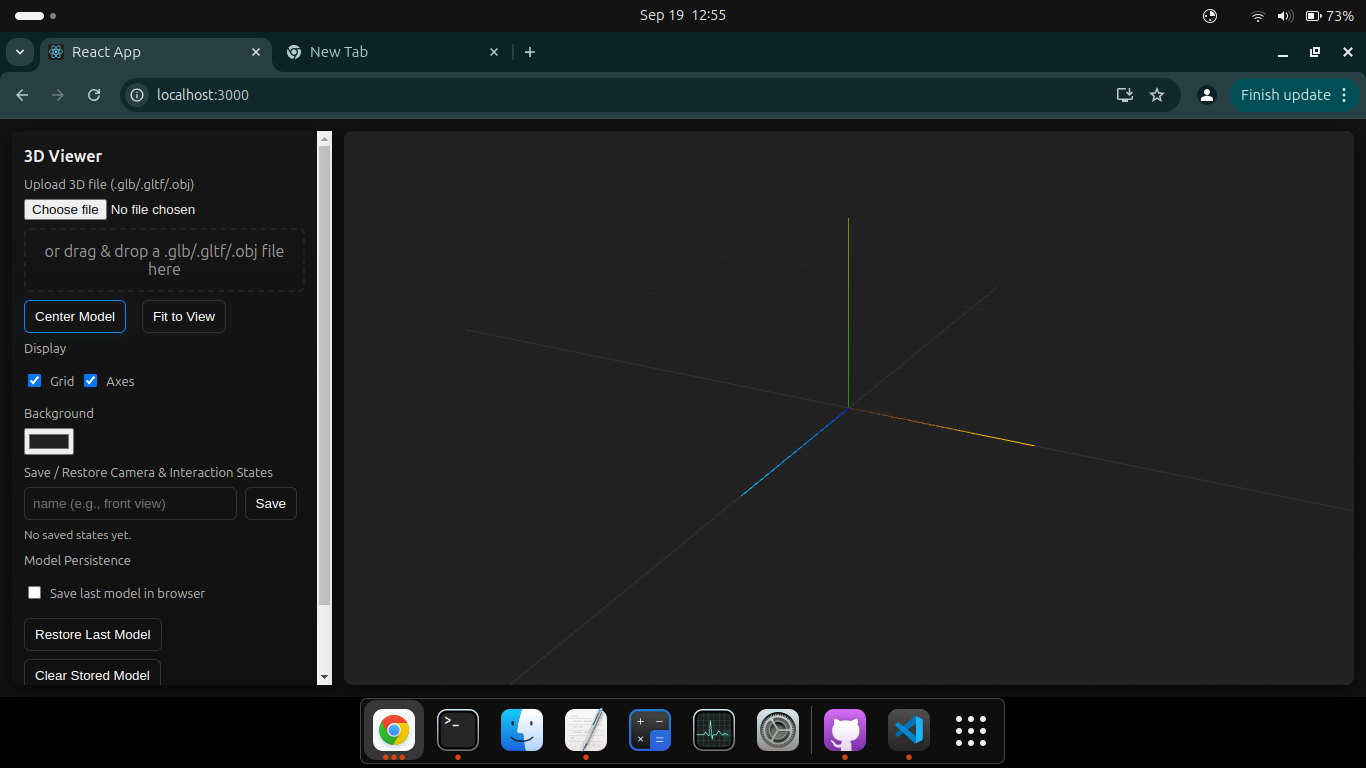 Sep 19 12:55
73%
React App
New Tab
localhost:3000
Finish update
3D Viewer
Upload 3D file (.glb/.gltf/.obj)
Choose file No file chosen
or drag & drop a .glb/.gltf/.obj file
here
Center Model
Fit to View
Display
Grid
Axes
Background
Save / Restore Camera & Interaction States
name (e.g., front view)
Save
No saved states yet.
Model Persistence
Save last model in browser
Restore Last Model
Clear Stored Model